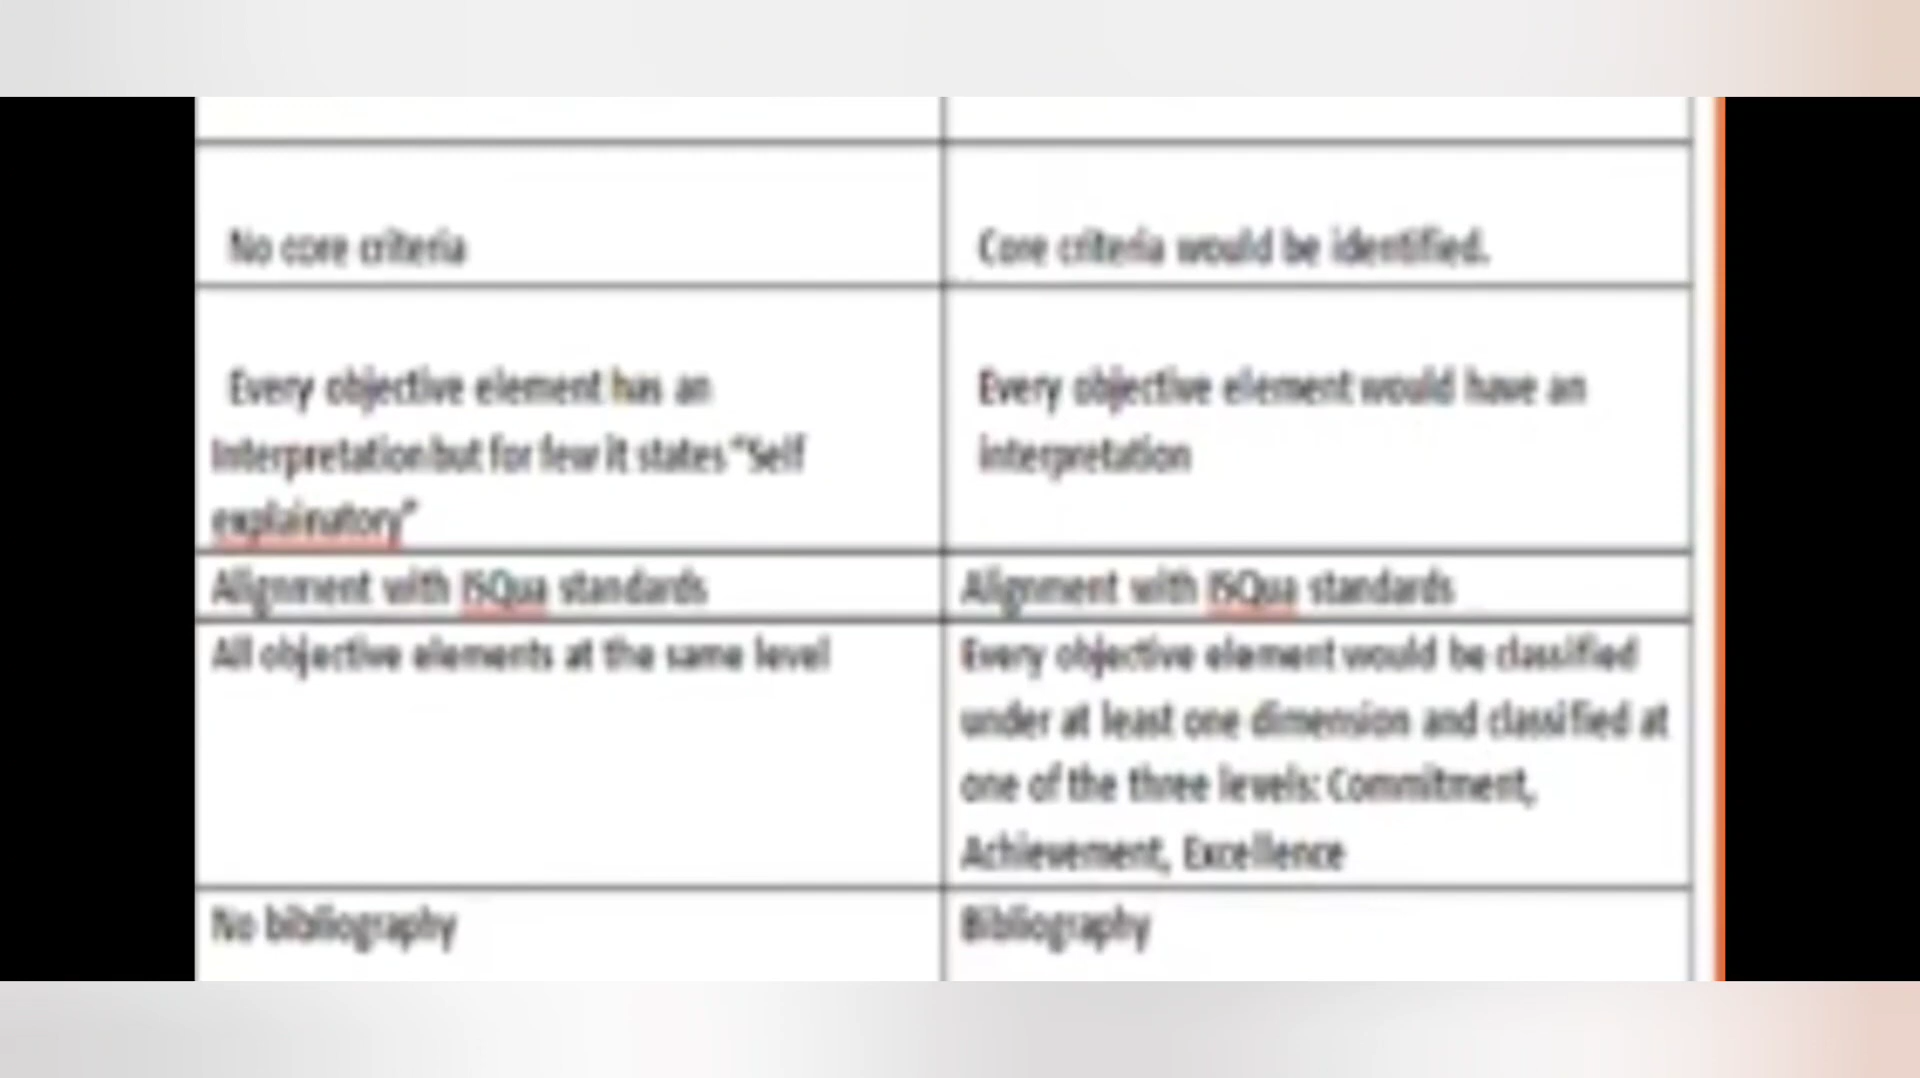 No core criteria
Core criteria would be identified.
Every objective element has an
Interpretation but for few it states "Self
explainatory"
Every objective element would have an
interpretation
Alignment with ISQua standards
Alignment with ISQua standards
All objective elements at the same level
Every objective element would be classified
under at least one dimension and classified at
one of the three levels: Commitment,
Achievement, Excellence
No bibliography
Bibliography